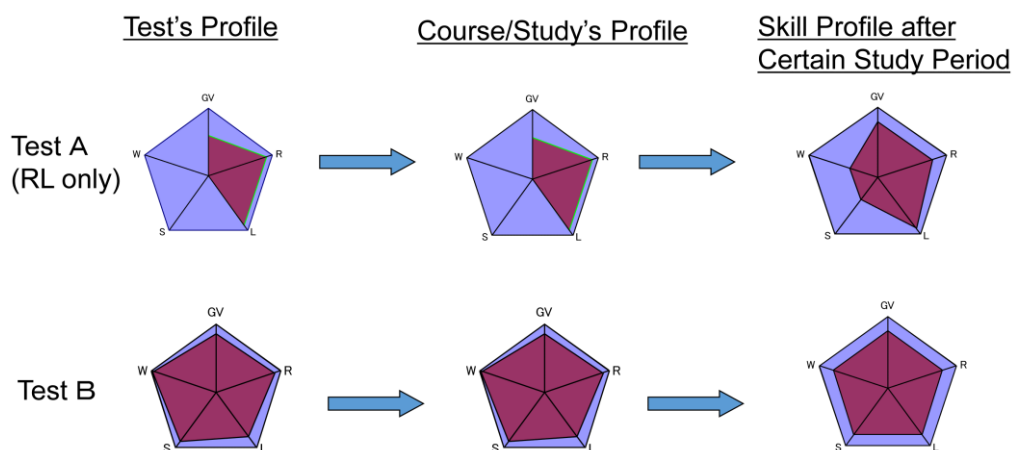 Test's Profile
Course/Study's Profile
Skill Profile after
Certain Study Period
Test A
(RL only)
GV
W
R
S
L
GV
W
R
S
L
GV
W
R
S
L
Test B
GV
W
R
S
L
GV
W
R
S
L
GV
W
R
S
L